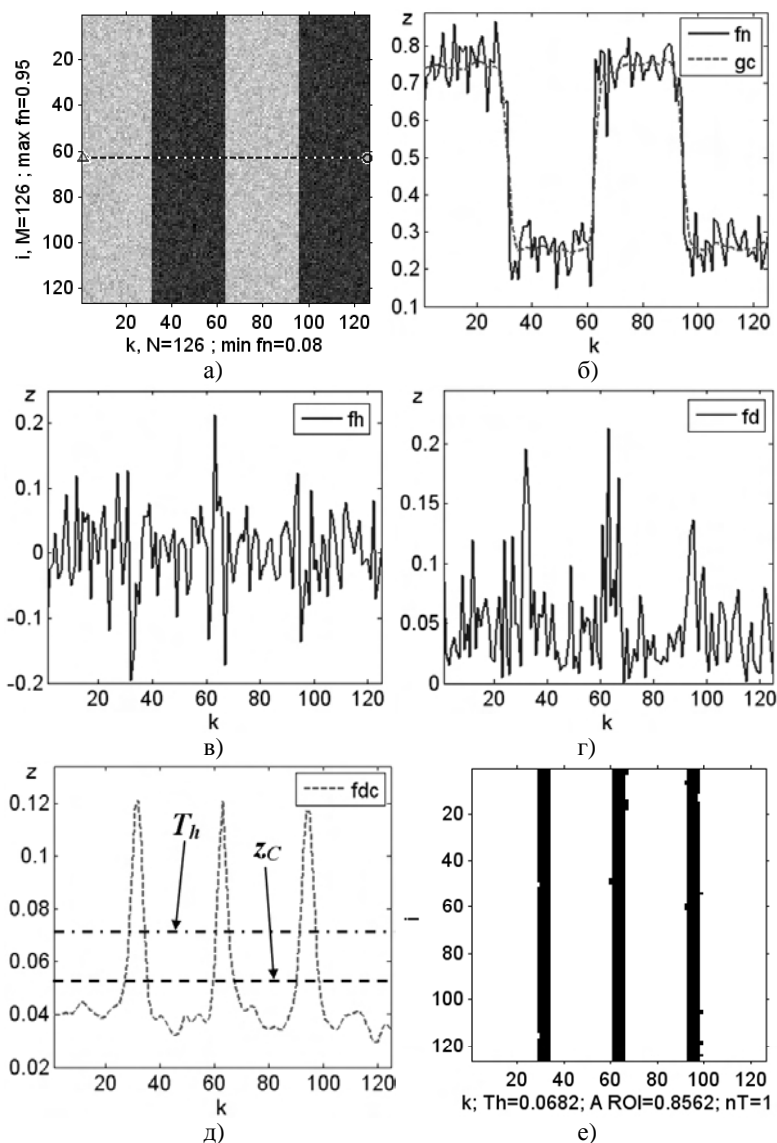 20
40
60
80
100
120
i, M=126 ; max fn=0.95
20 40 60 80 100 120
k, N=126 ; min fn=0.08
а)
z
0.8
0.7
0.6
0.5
0.4
0.3
0.2
0.1
fn
gc
0 20 40 60 80 100 120
k
б)
z
0.2
0.1
0
-0.1
-0.2
fh
20 40 60 80 100 120
k
в)
z
0.2
0.15
0.1
0.05
0
fd
20 40 60 80 100 120
k
г)
z
0.12
0.1
0.08
0.06
0.04
0.02
fdc
Th
zC
0 20 40 60 80 100 120
k
д)
20
40
60
80
100
120
i
20 40 60 80 100 120
k; Th=0.0682; A ROI=0.8562; nT=1
е)